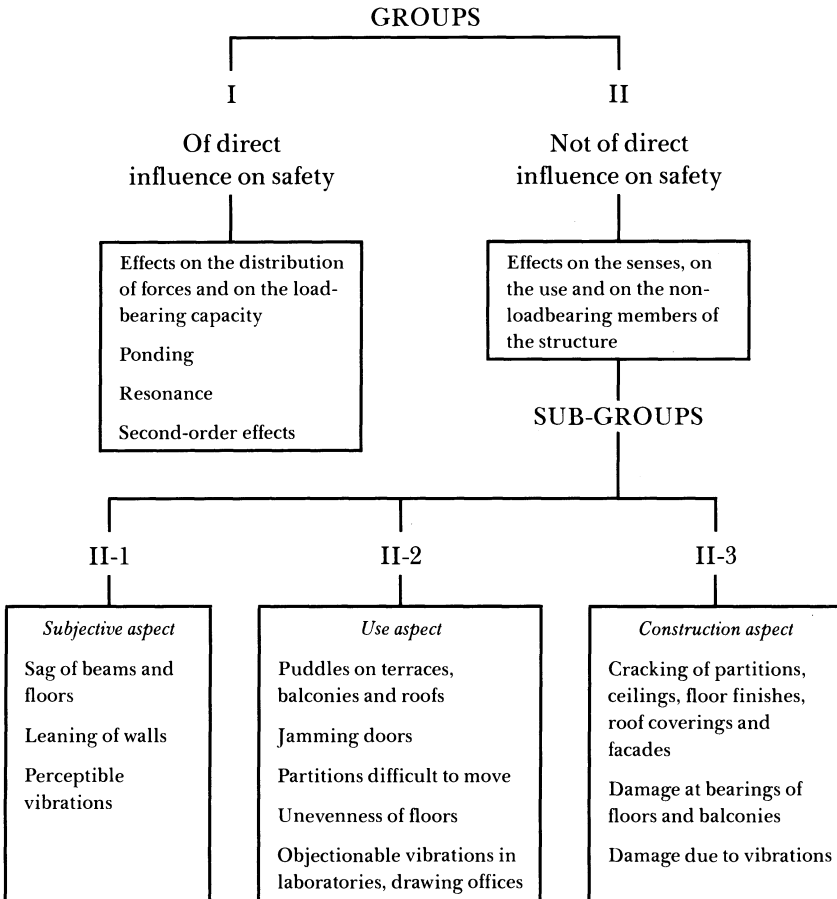 GROUPS
I
Of direct
influence on safety
Effects on the distribution
of forces and on the load-
bearing capacity
Ponding
Resonance
Second-order effects
II
Not of direct
influence on safety
Effects on the senses, on
the use and on the non-
loadbearing members of
the structure
SUB-GROUPS
II-1
Subjective aspect
Sag of beams and
floors
Leaning of walls
Perceptible
vibrations
II-2
Use aspect
Puddles on terraces,
balconies and roofs
Jamming doors
Partitions difficult to move
Unevenness of floors
Objectionable vibrations in
laboratories, drawing offices
II-3
Construction aspect
Cracking of partitions,
ceilings, floor finishes,
roof coverings and
facades
Damage at bearings of
floors and balconies
Damage due to vibrations